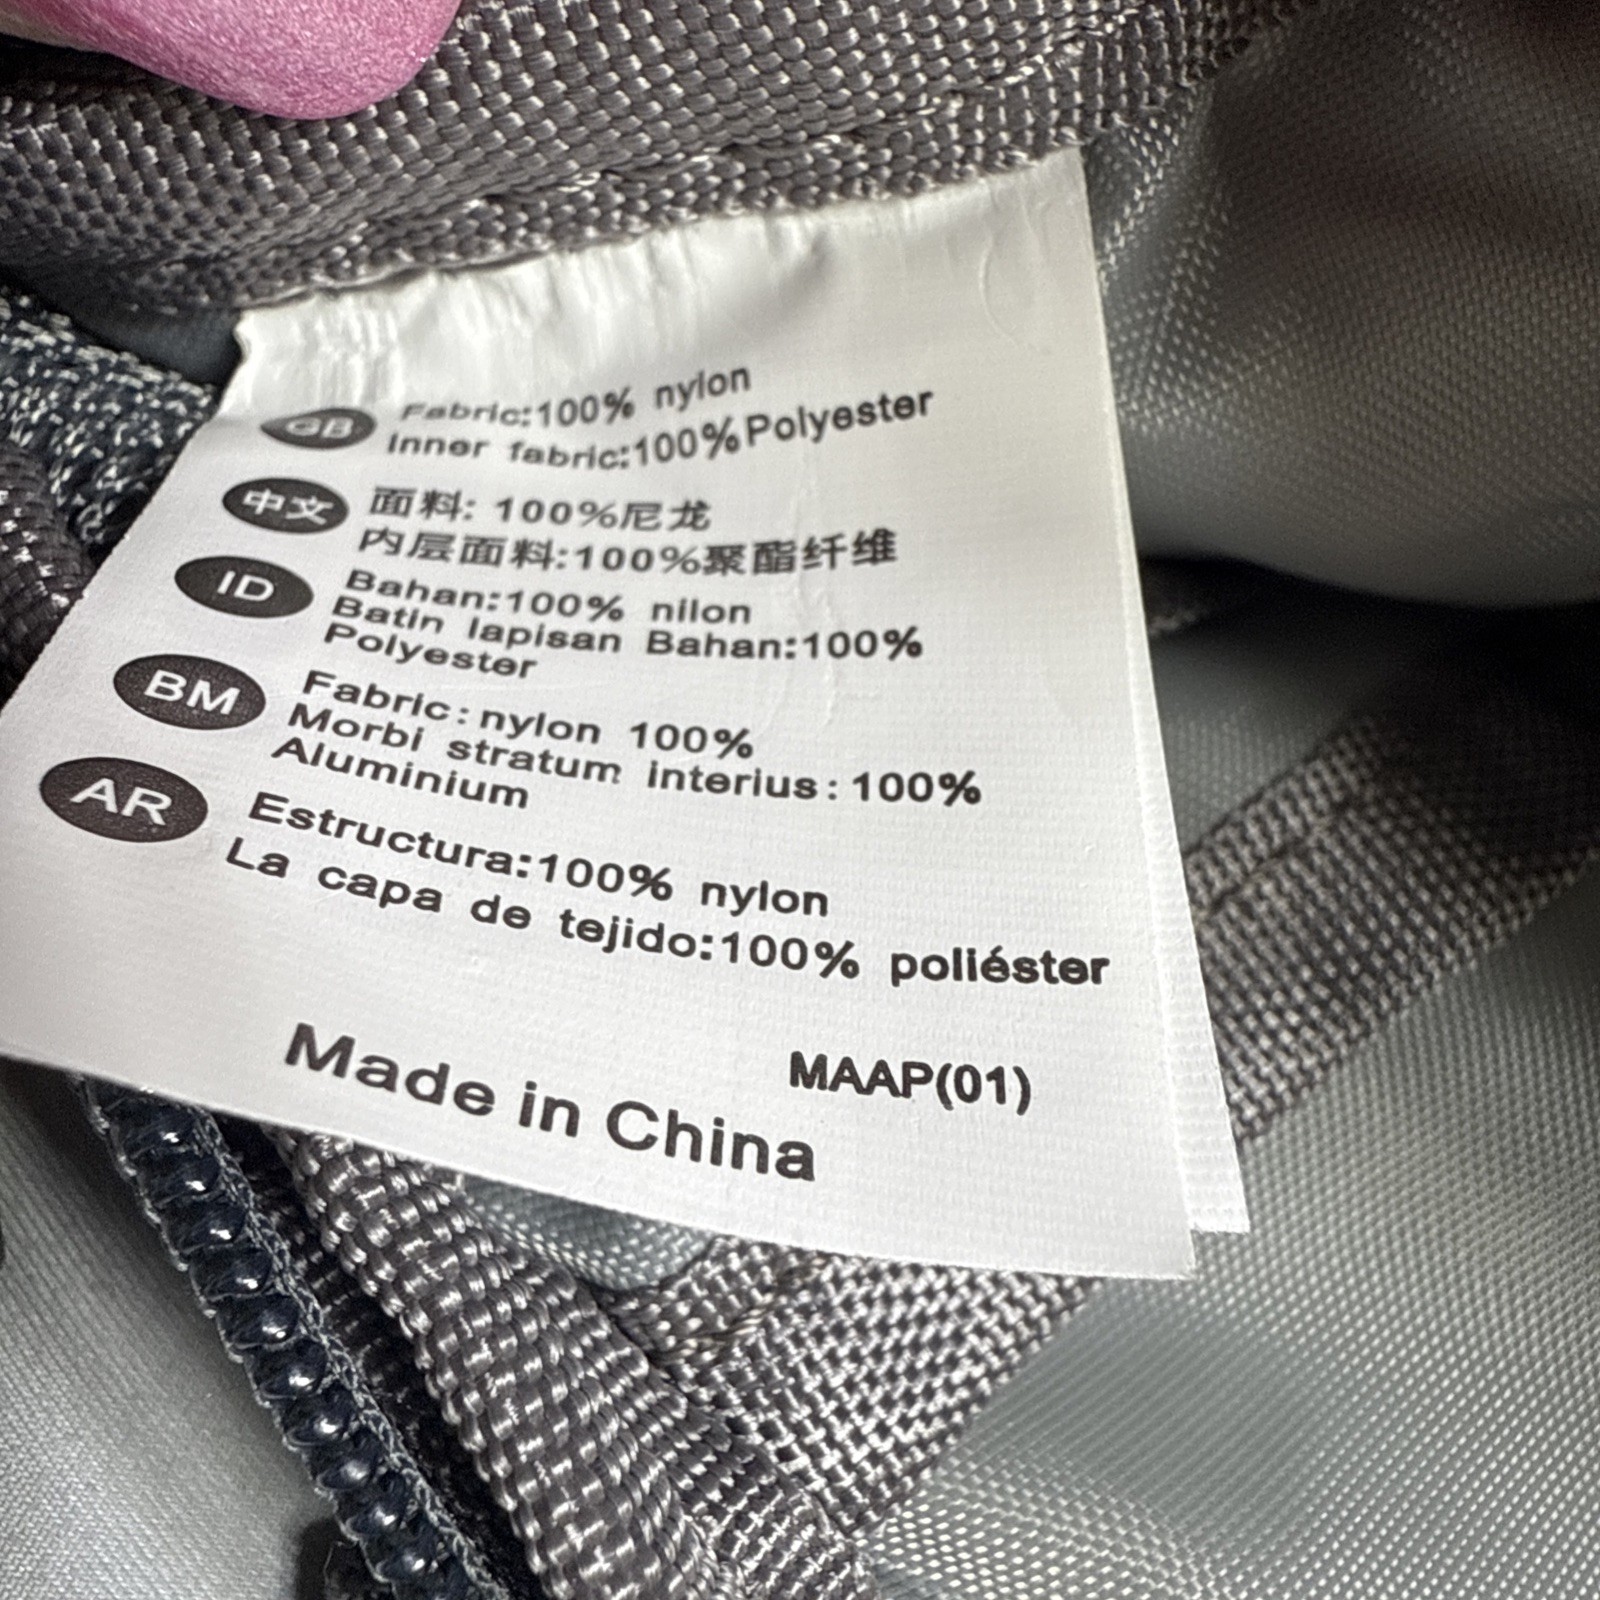 GB Fabric:100% nylon
Inner fabric:100%Polyester
中文 面料: 100%尼龙
内层面料:100%聚酯纤维
ID Bahan:100% nilon
Batin lapisan Bahan:100%
Polyester
BM Fabric:nylon 100%
Morbi stratum interius:100%
Aluminium
AR Estructura:100% nylon
La capa de tejido:100% poliéster
MAAP(01)
Made in China